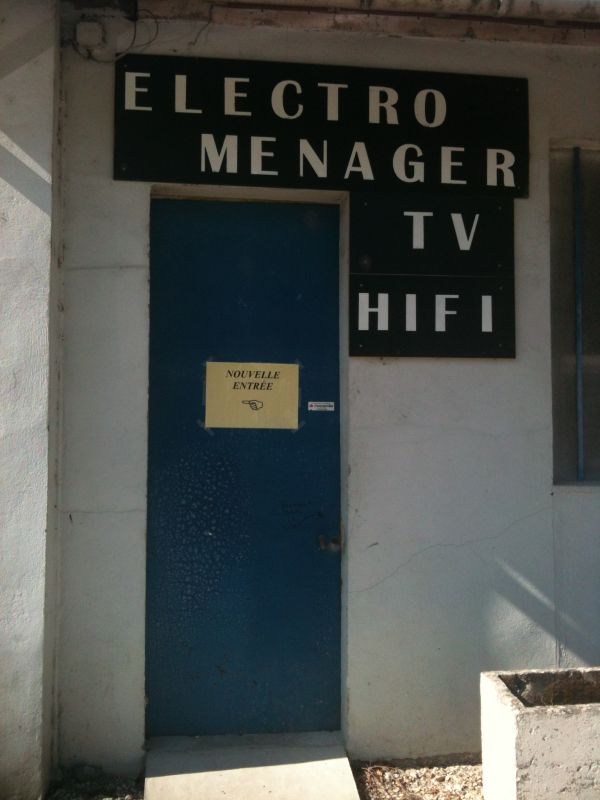 ELECTRO
MENAGER
TV
HIFI
NOUVELLE
ENTRÉE